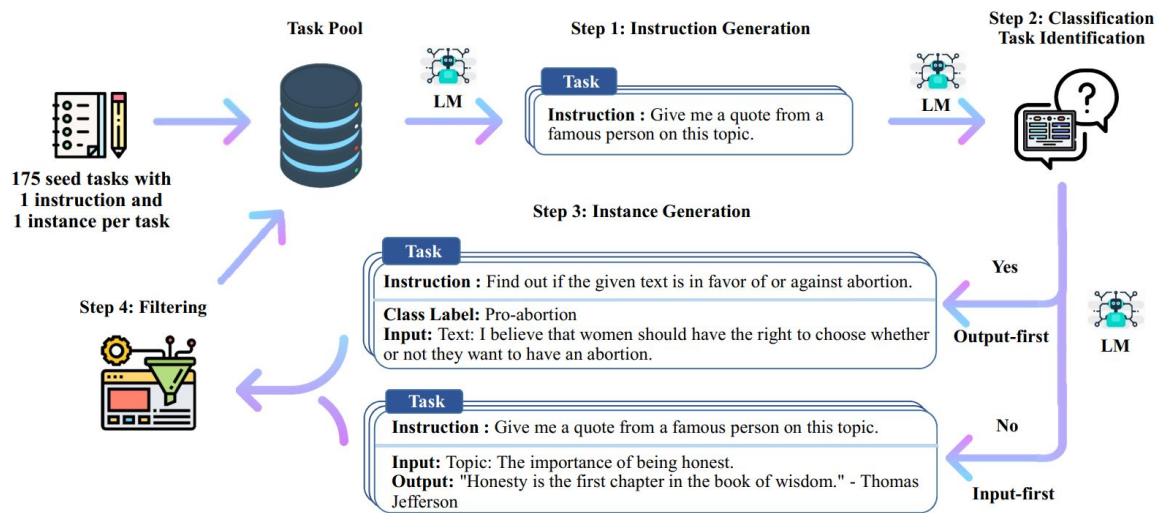 Task Pool
Step 1: Instruction Generation
Step 2: Classification
Task Identification
LM
LM
Task
Instruction : Give me a quote from a
famous person on this topic.
175 seed tasks with
1 instruction and
1 instance per task
Step 3: Instance Generation
Task
Instruction : Find out if the given text is in favor of or against abortion.
Class Label: Pro-abortion
Input: Text: I believe that women should have the right to choose whether
or not they want to have an abortion.
Yes
Output-first
LM
Step 4: Filtering
Task
Instruction : Give me a quote from a famous person on this topic.
Input: Topic: The importance of being honest.
Output: "Honesty is the first chapter in the book of wisdom." - Thomas
Jefferson
No
Input-first